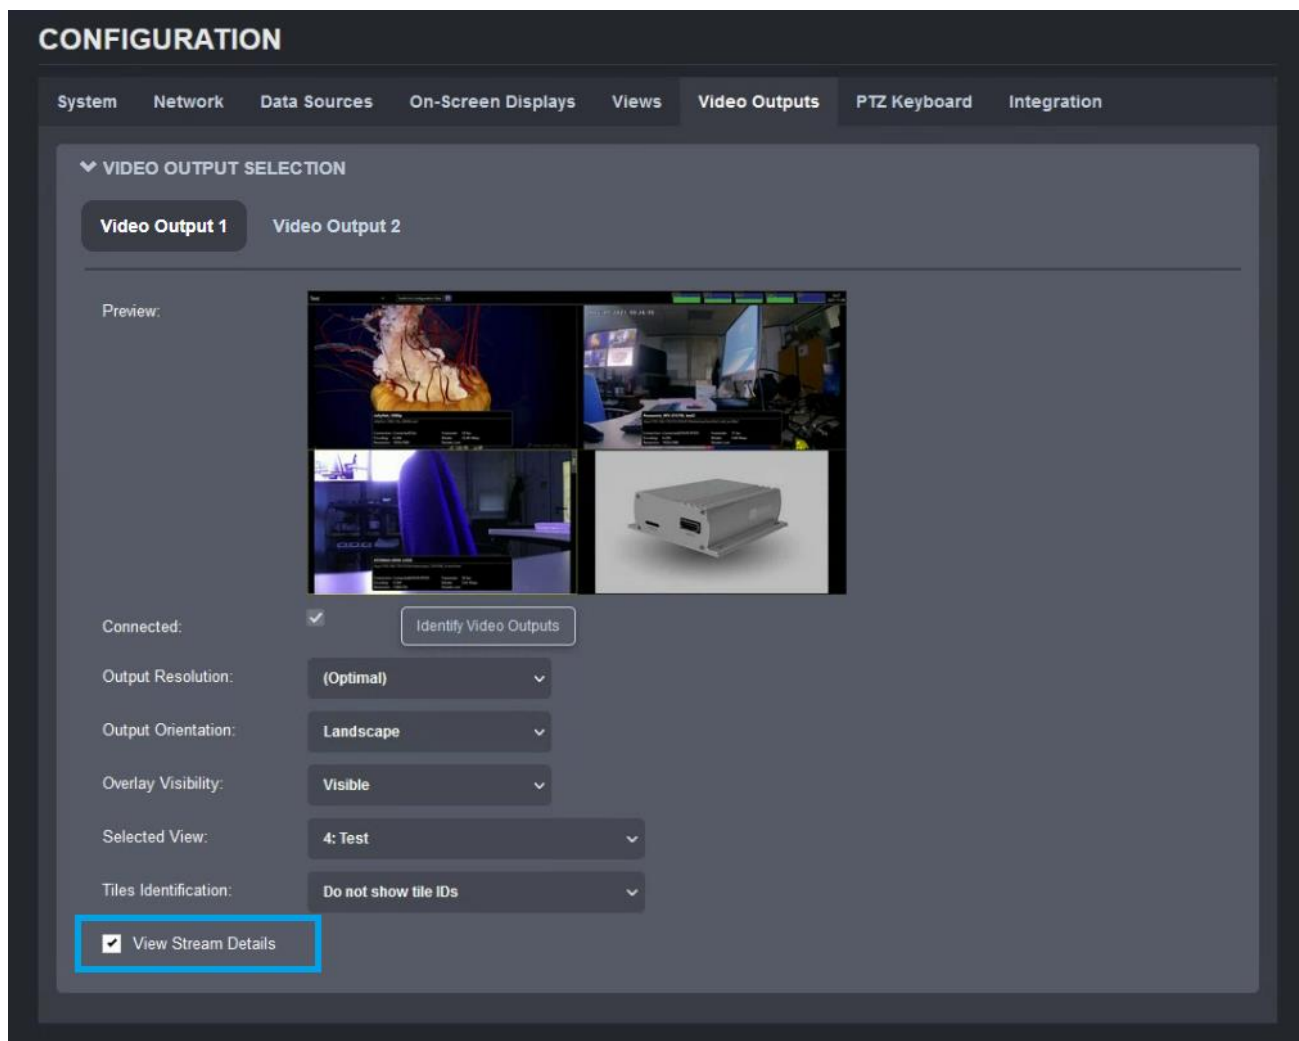 CONFIGURATION
System Network Data Sources On-Screen Displays Views Video Outputs PTZ Keyboard Integration
VIDEO OUTPUT SELECTION
Video Output 1 Video Output 2
Preview:
Connected: Identify Video Outputs
Output Resolution: (Optimal)
Output Orientation: Landscape
Overlay Visibility: Visible
Selected View: 4: Test
Tiles Identification: Do not show tile IDs
View Stream Details